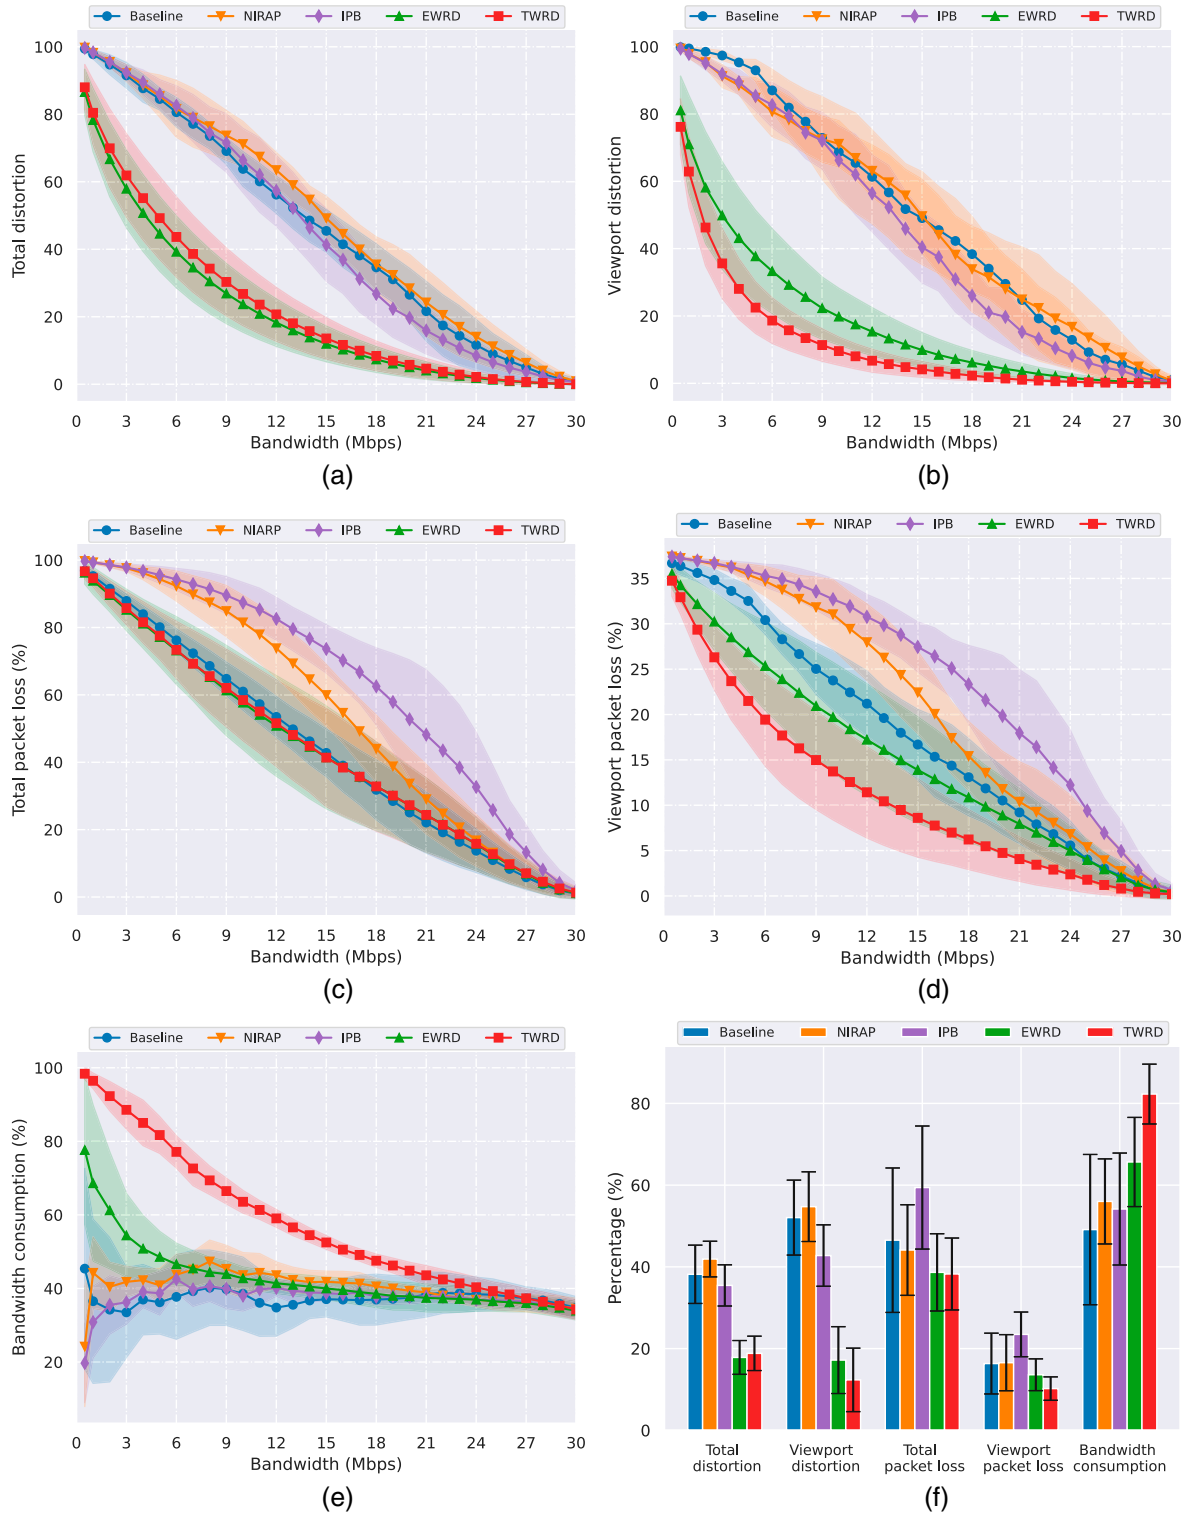 Baseline NIRAP IPB EWRD TWRD
100
80
60
40
20
0
Total distortion
0 3 6 9 12 15 18 21 24 27 30
Bandwidth (Mbps)
(a)
Baseline NIRAP IPB EWRD TWRD
100
80
60
40
20
0
Viewport distortion
0 3 6 9 12 15 18 21 24 27 30
Bandwidth (Mbps)
(b)
Baseline NIARP IPB EWRD TWRD
100
80
60
40
20
0
Total packet loss (%)
0 3 6 9 12 15 18 21 24 27 30
Bandwidth (Mbps)
(c)
Baseline NIRAP IPB EWRD TWRD
35
30
25
20
15
10
5
0
Viewport packet loss (%)
0 3 6 9 12 15 18 21 24 27 30
Bandwidth (Mbps)
(d)
Baseline NIRAP IPB EWRD TWRD
100
80
60
40
20
Bandwidth consumption (%)
0 3 6 9 12 15 18 21 24 27 30
Bandwidth (Mbps)
(e)
Baseline NIRAP IPB EWRD TWRD
80
60
40
20
0
Percentage (%)
Total distortion
Viewport distortion
Total packet loss
Viewport packet loss
Bandwidth consumption
(f)